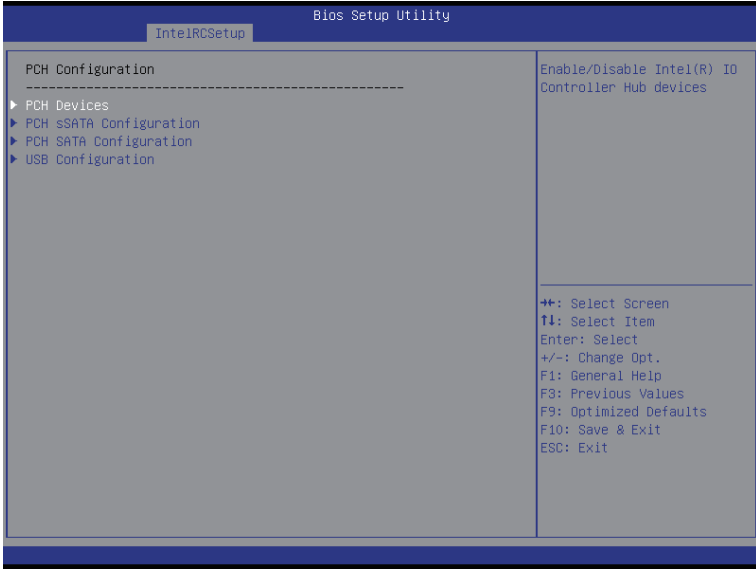 Bios Setup Utility
IntelRCSetup
PCH Configuration
--------------------------------------------------
PCH Devices
PCH sSATA Configuration
PCH SATA Configuration
USB Configuration
Enable/Disable Intel(R) IO
Controller Hub devices
→←: Select Screen
↑↓: Select Item
Enter: Select
+/-: Change Opt.
F1: General Help
F3: Previous Values
F9: Optimized Defaults
F10: Save & Exit
ESC: Exit